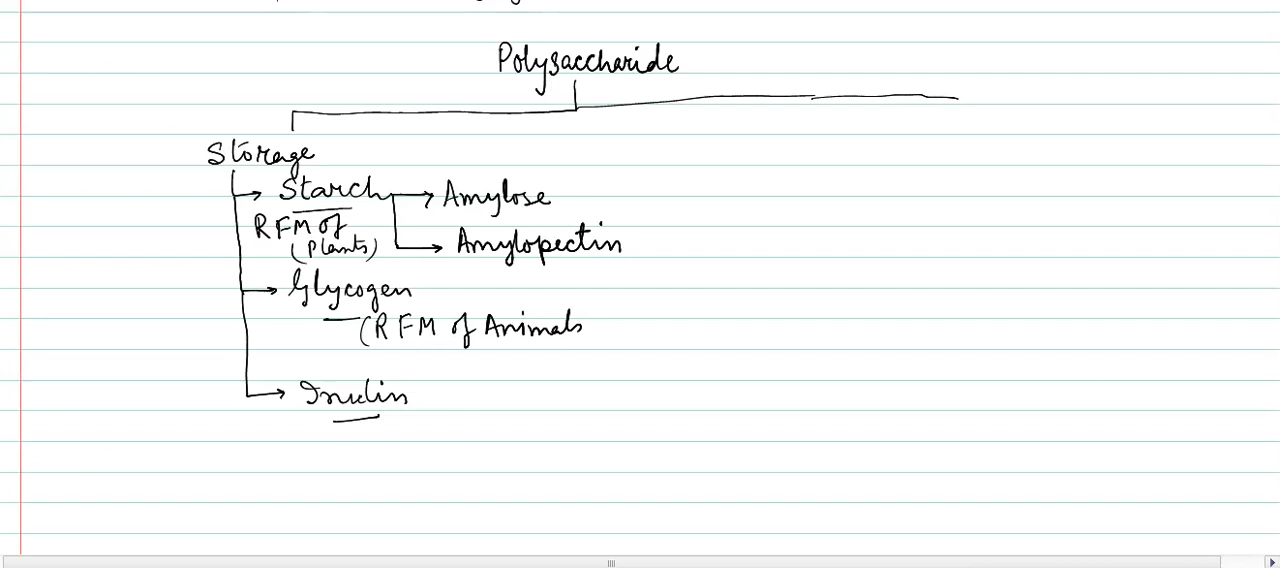 Polysaccharide
Storage
Starch
Amylose
RFM of
(Plants)
Amylopectin
Glycogen
(RFM of Animals
Inulin